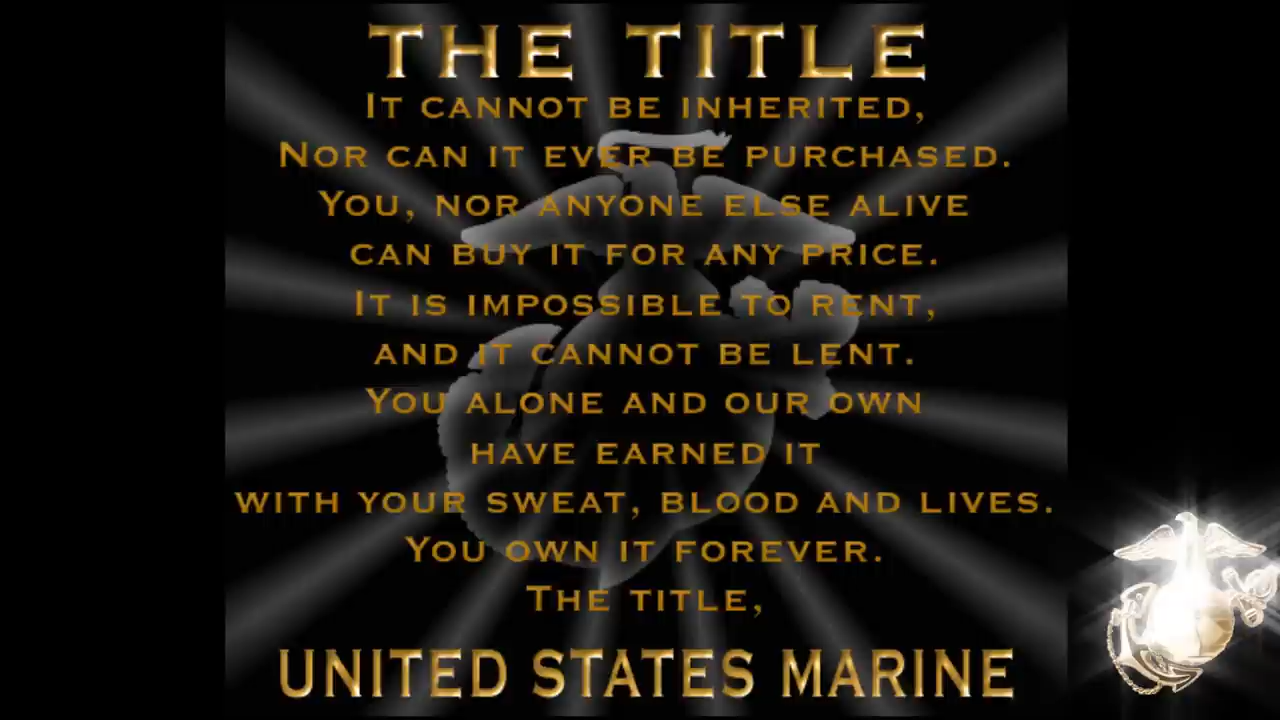 THE TITLE
IT CANNOT BE INHERITED,
NOR CAN IT EVER BE PURCHASED.
YOU, NOR ANYONE ELSE ALIVE
CAN BUY IT FOR ANY PRICE.
IT IS IMPOSSIBLE TO RENT,
AND IT CANNOT BE LENT.
YOU ALONE AND OUR OWN
HAVE EARNED IT
WITH YOUR SWEAT, BLOOD AND LIVES.
YOU OWN IT FOREVER.
THE TITLE,
UNITED STATES MARINE